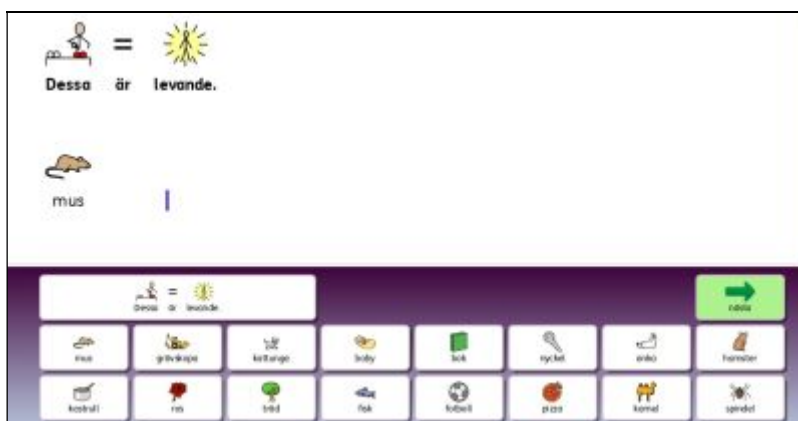 Dessa är levande.
mus
Dessa är levande.
nästa
mus grävskopa kattunge baby bok nyckel anka hamster
kastrull ros träd fisk fotboll pizza kamel spindel